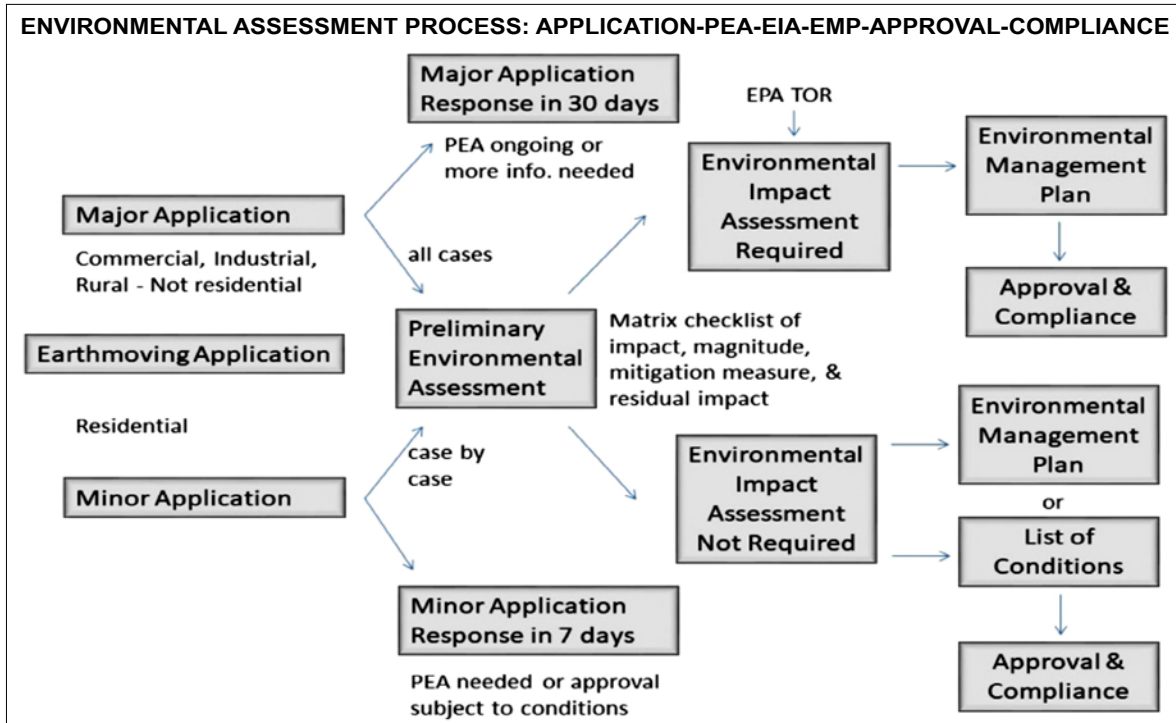 ENVIRONMENTAL ASSESSMENT PROCESS: APPLICATION-PEA-EIA-EMP-APPROVAL-COMPLIANCE
Major Application
Response in 30 days
PEA ongoing or
more info. needed
Major Application
Commercial, Industrial,
Rural - Not residential
all cases
Earthmoving Application
Residential
Minor Application
case by
case
Preliminary
Environmental
Assessment
Matrix checklist of
impact, magnitude,
mitigation measure, &
residual impact
Minor Application
Response in 7 days
PEA needed or approval
subject to conditions
EPA TOR
Environmental
Impact
Assessment
Required
Environmental
Management
Plan
Approval &
Compliance
Environmental
Impact
Assessment
Not Required
Environmental
Management
Plan
or
List of
Conditions
Approval &
Compliance